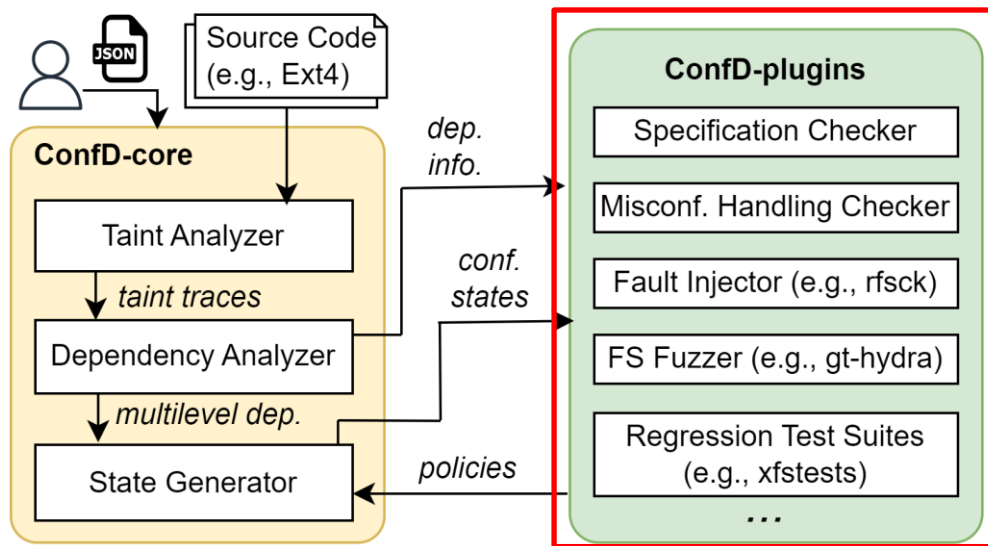 JSON
Source Code
(e.g., Ext4)
ConfD-core
Taint Analyzer
taint traces
Dependency Analyzer
multilevel dep.
State Generator
dep.
info.
conf.
states
policies
ConfD-plugins
Specification Checker
Misconf. Handling Checker
Fault Injector (e.g., rfsck)
FS Fuzzer (e.g., gt-hydra)
Regression Test Suites
(e.g., xfstests)
...